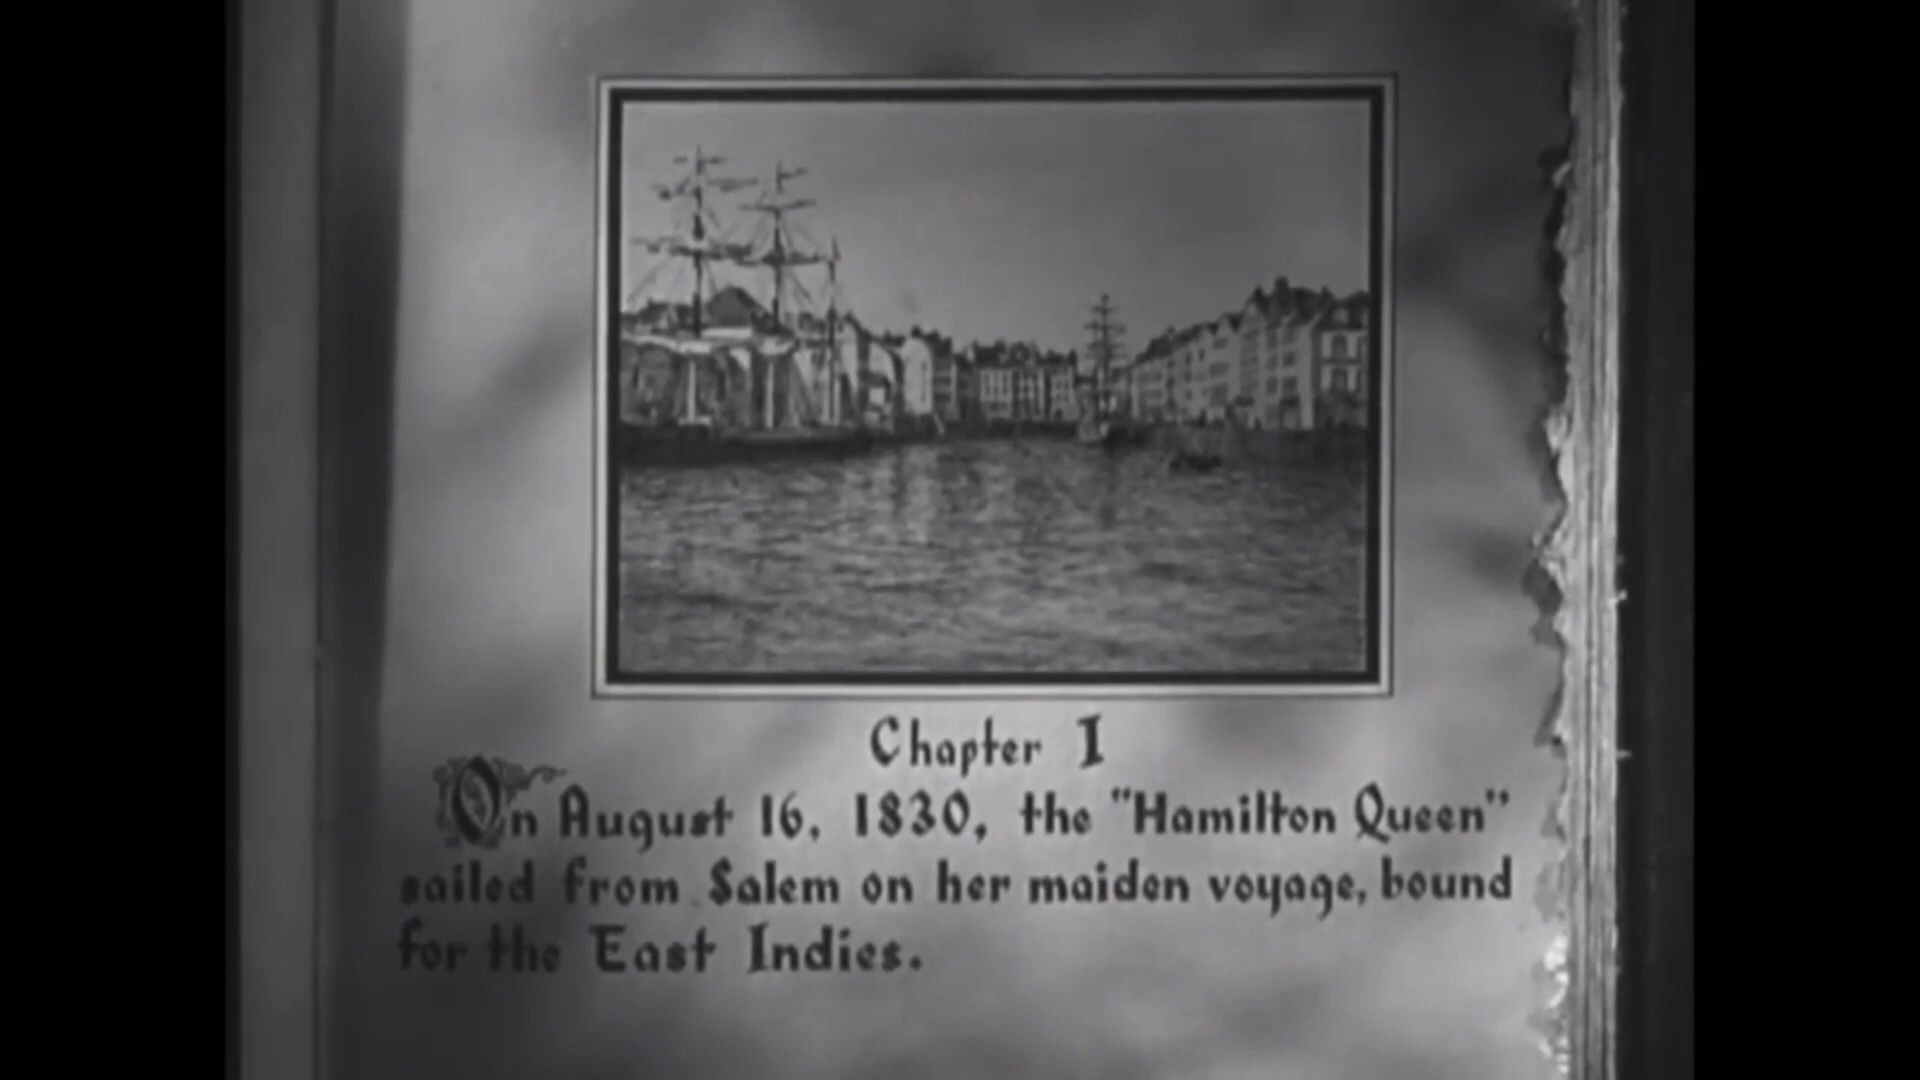 Chapter I
On August 16, 1830, the "Hamilton Queen"
sailed from Salem on her maiden voyage, bound
for the East Indies.